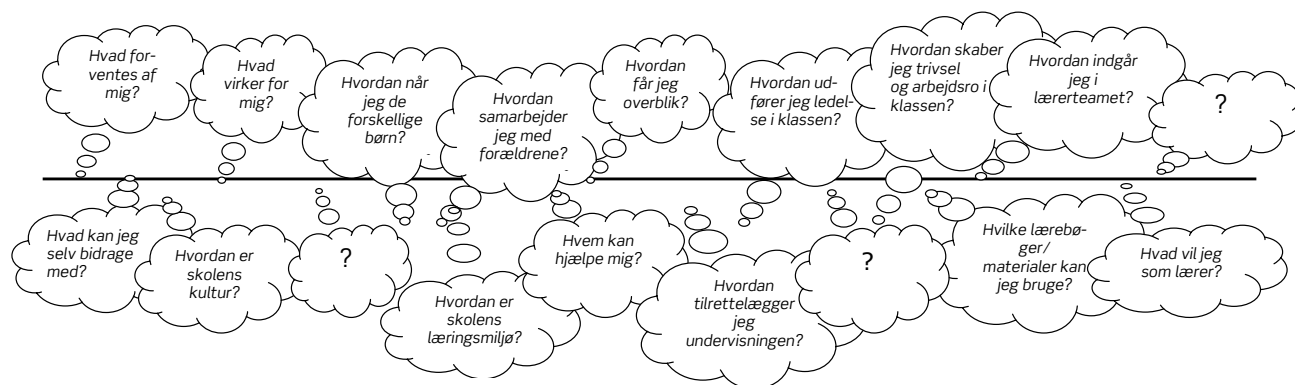 Hvad for-
ventes af
mig?
Hvad
virker for
mig?
Hvordan når
jeg de
forskellige
børn?
Hvordan
samarbejder
jeg med
forældrene?
Hvordan
får jeg
overblik?
Hvordan ud-
fører jeg ledel-
se i klassen?
Hvordan skaber
jeg trivsel
og arbejdsro i
klassen?
Hvordan indgår
jeg i
lærerteamet?
?
Hvad kan jeg
selv bidrage
med?
Hvordan er
skolens
kultur?
?
Hvordan er
skolens
læringsmiljø?
Hvem kan
hjælpe mig?
Hvordan
tilrettelægger
jeg
undervisningen?
?
Hvilke lærebø-
ger/
materialer kan
jeg bruge?
Hvad vil jeg
som lærer?